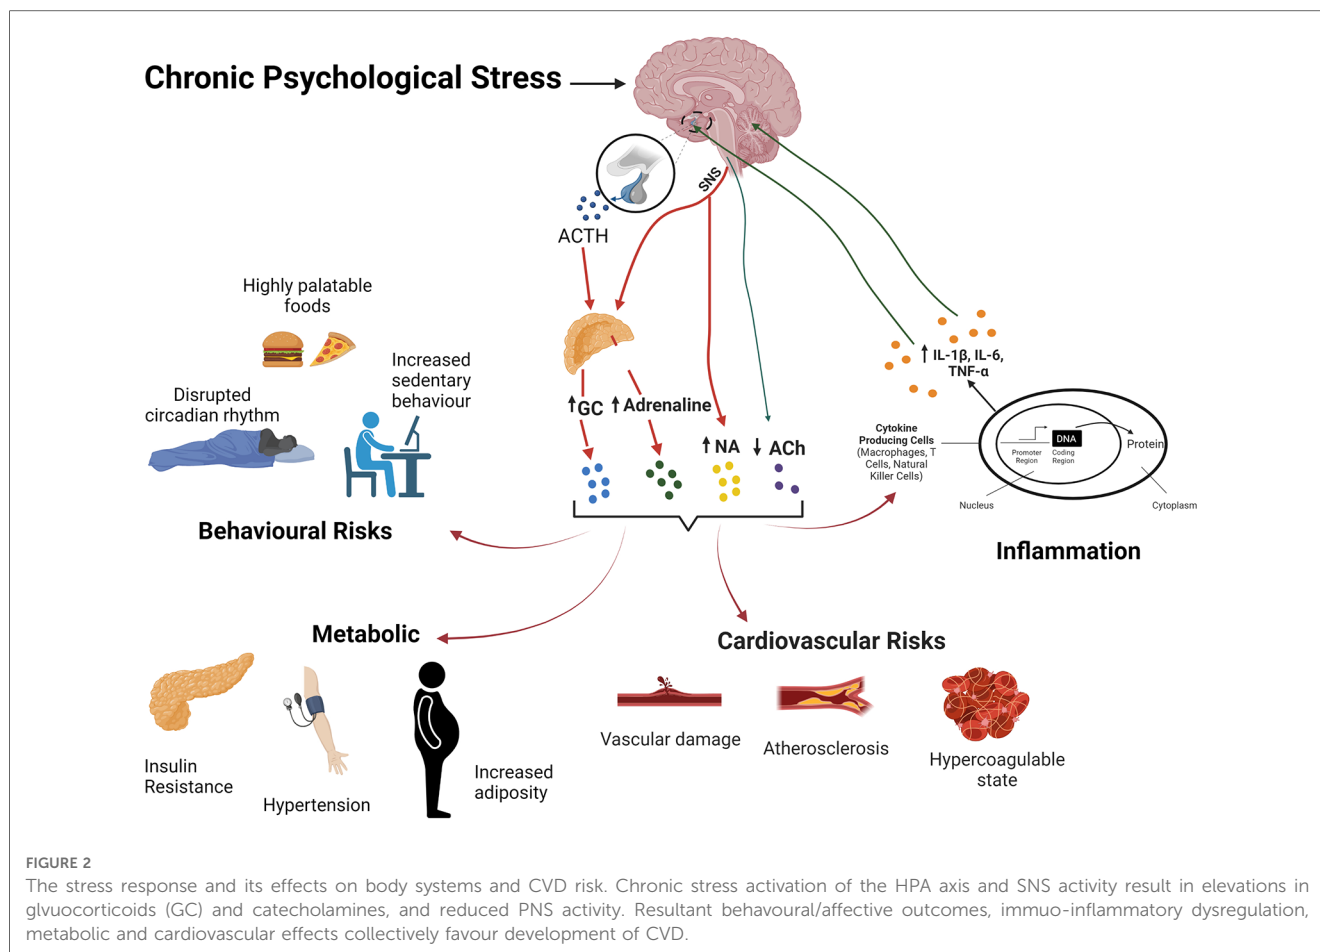 Chronic Psychological Stress
SNS
ACTH
Highly palatable
foods
Increased
sedentary
behaviour
Disrupted
circadian rhythm
Behavioural Risks
↑GC
↑ Adrenaline
↑ NA
↓ ACh
↑ IL-1β, IL-6,
TNF-α
Cytokine
Producing Cells
(Macrophages, T
Cells, Natural
Killer Cells)
Promoter
Region
DNA
Coding
Region
Protein
Nucleus
Cytoplasm
Inflammation
Metabolic
Insulin
Resistance
Hypertension
Increased
adiposity
Cardiovascular Risks
Vascular damage
Atherosclerosis
Hypercoagulable
state
FIGURE 2
The stress response and its effects on body systems and CVD risk. Chronic stress activation of the HPA axis and SNS activity result in elevations in
glvuocorticoids (GC) and catecholamines, and reduced PNS activity. Resultant behavoural/affective outcomes, immuo-inflammatory dysregulation,
metabolic and cardiovascular effects collectively favour development of CVD.